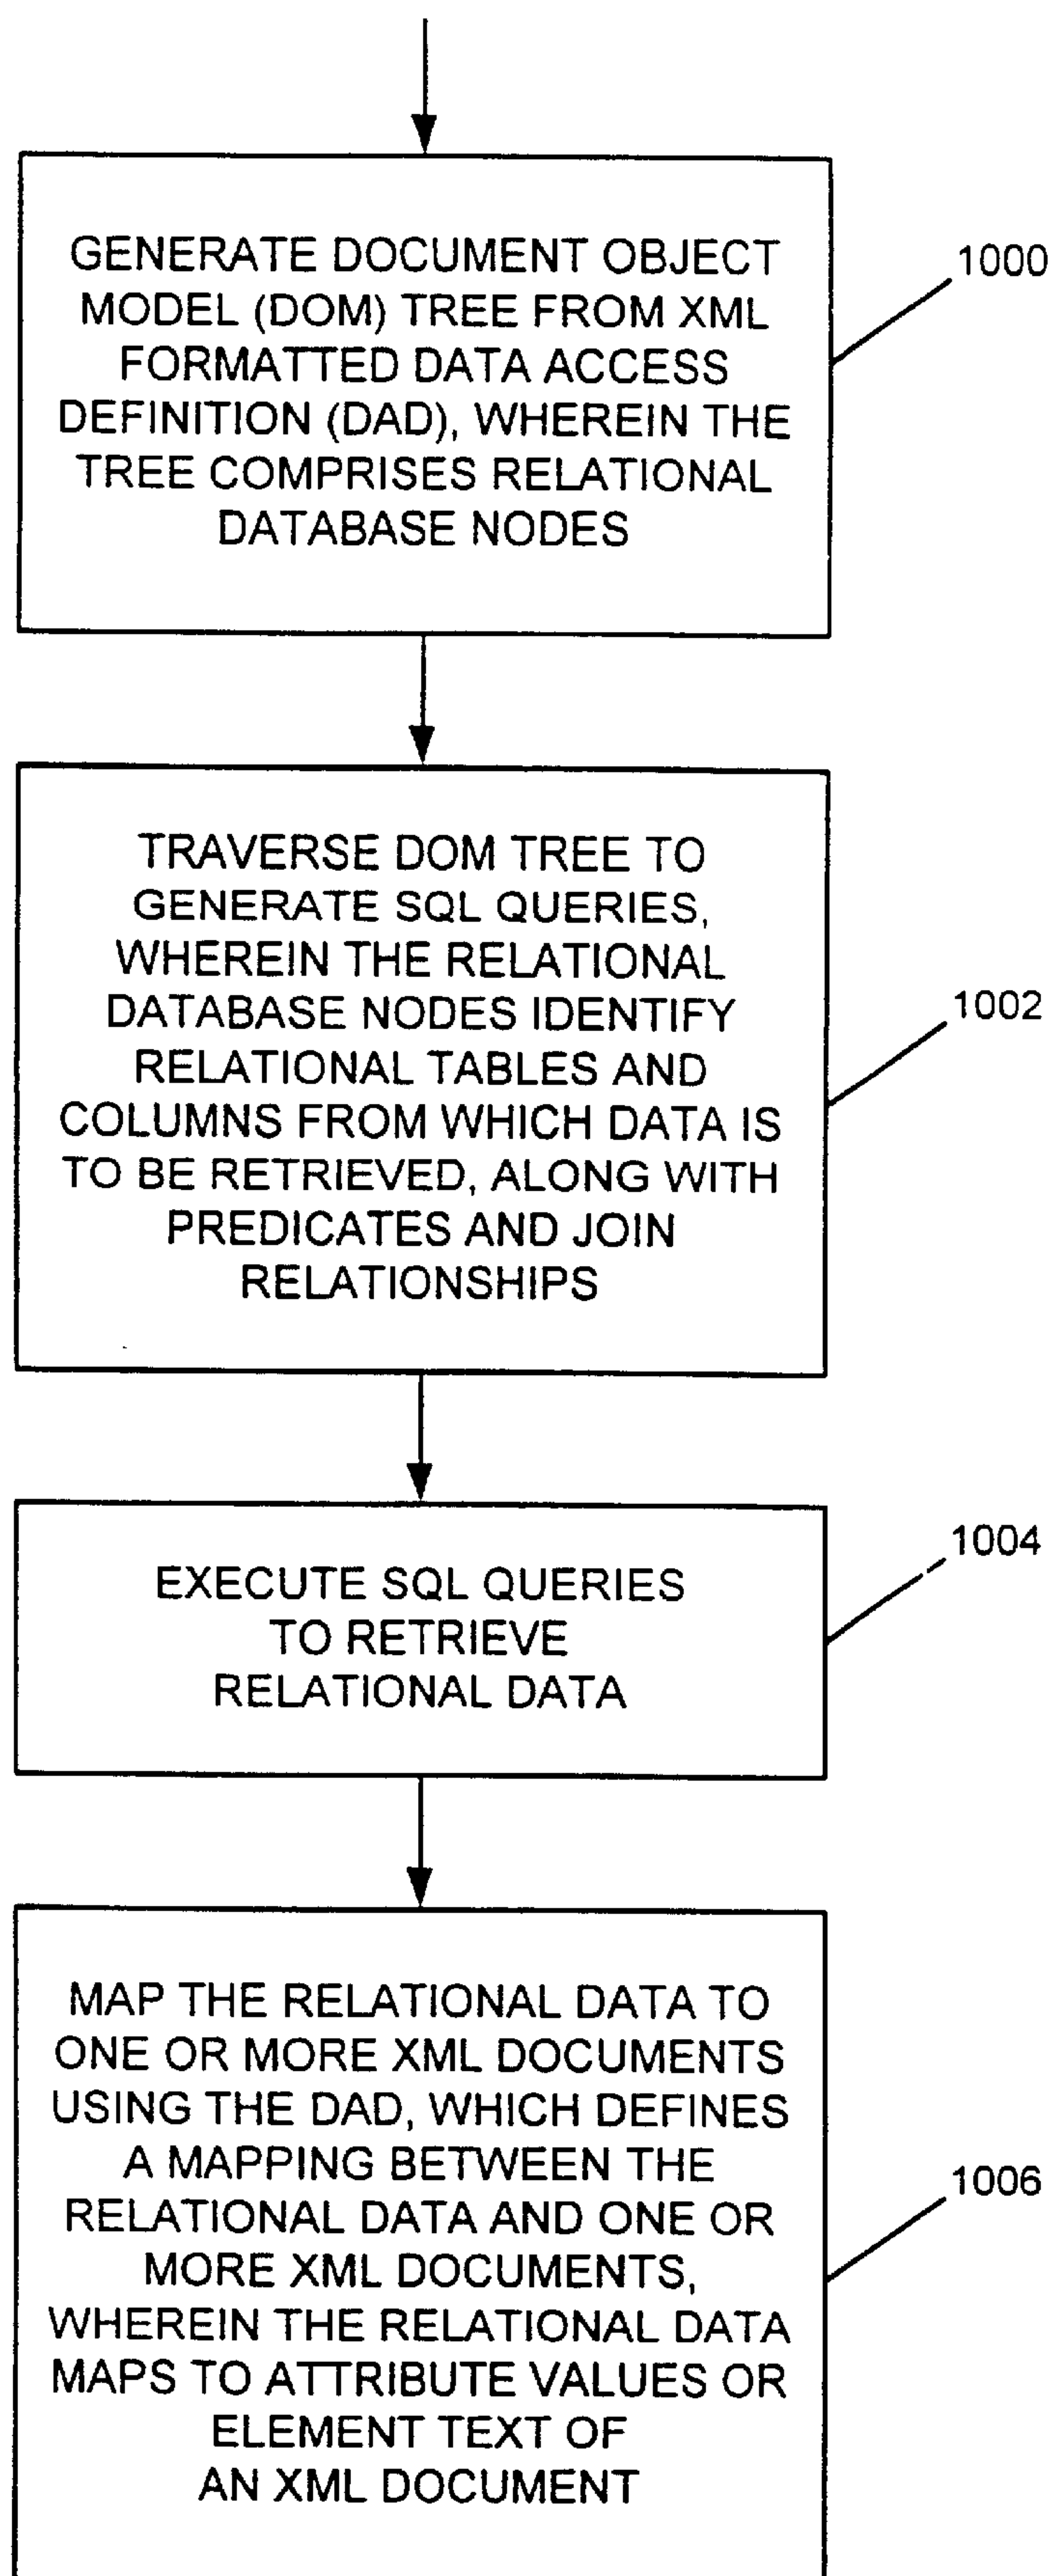 GENERATE DOCUMENT OBJECT
MODEL (DOM) TREE FROM XML
FORMATTED DATA ACCESS
DEFINITION (DAD), WHEREIN THE
TREE COMPRISES RELATIONAL
DATABASE NODES
1000
TRAVERSE DOM TREE TO
GENERATE SQL QUERIES,
WHEREIN THE RELATIONAL
DATABASE NODES IDENTIFY
RELATIONAL TABLES AND
COLUMNS FROM WHICH DATA IS
TO BE RETRIEVED, ALONG WITH
PREDICATES AND JOIN
RELATIONSHIPS
1002
EXECUTE SQL QUERIES
TO RETRIEVE
RELATIONAL DATA
1004
MAP THE RELATIONAL DATA TO
ONE OR MORE XML DOCUMENTS
USING THE DAD, WHICH DEFINES
A MAPPING BETWEEN THE
RELATIONAL DATA AND ONE OR
MORE XML DOCUMENTS,
WHEREIN THE RELATIONAL DATA
MAPS TO ATTRIBUTE VALUES OR
ELEMENT TEXT OF
AN XML DOCUMENT
1006